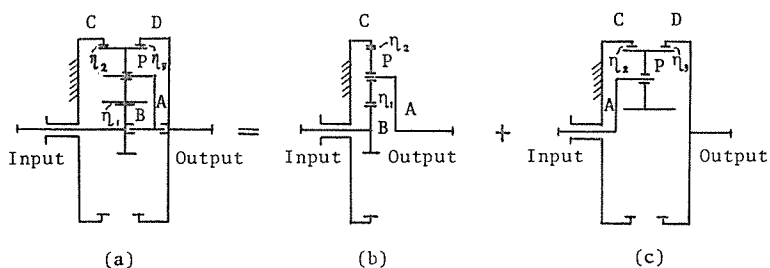 C D
η₂ P η₃
A
η₁ B
Input Output
(a)
=
C
η₂
P
η₁ A
B
Input Output
(b)
+
C D
η₂ P η₃
A
Input Output
(c)